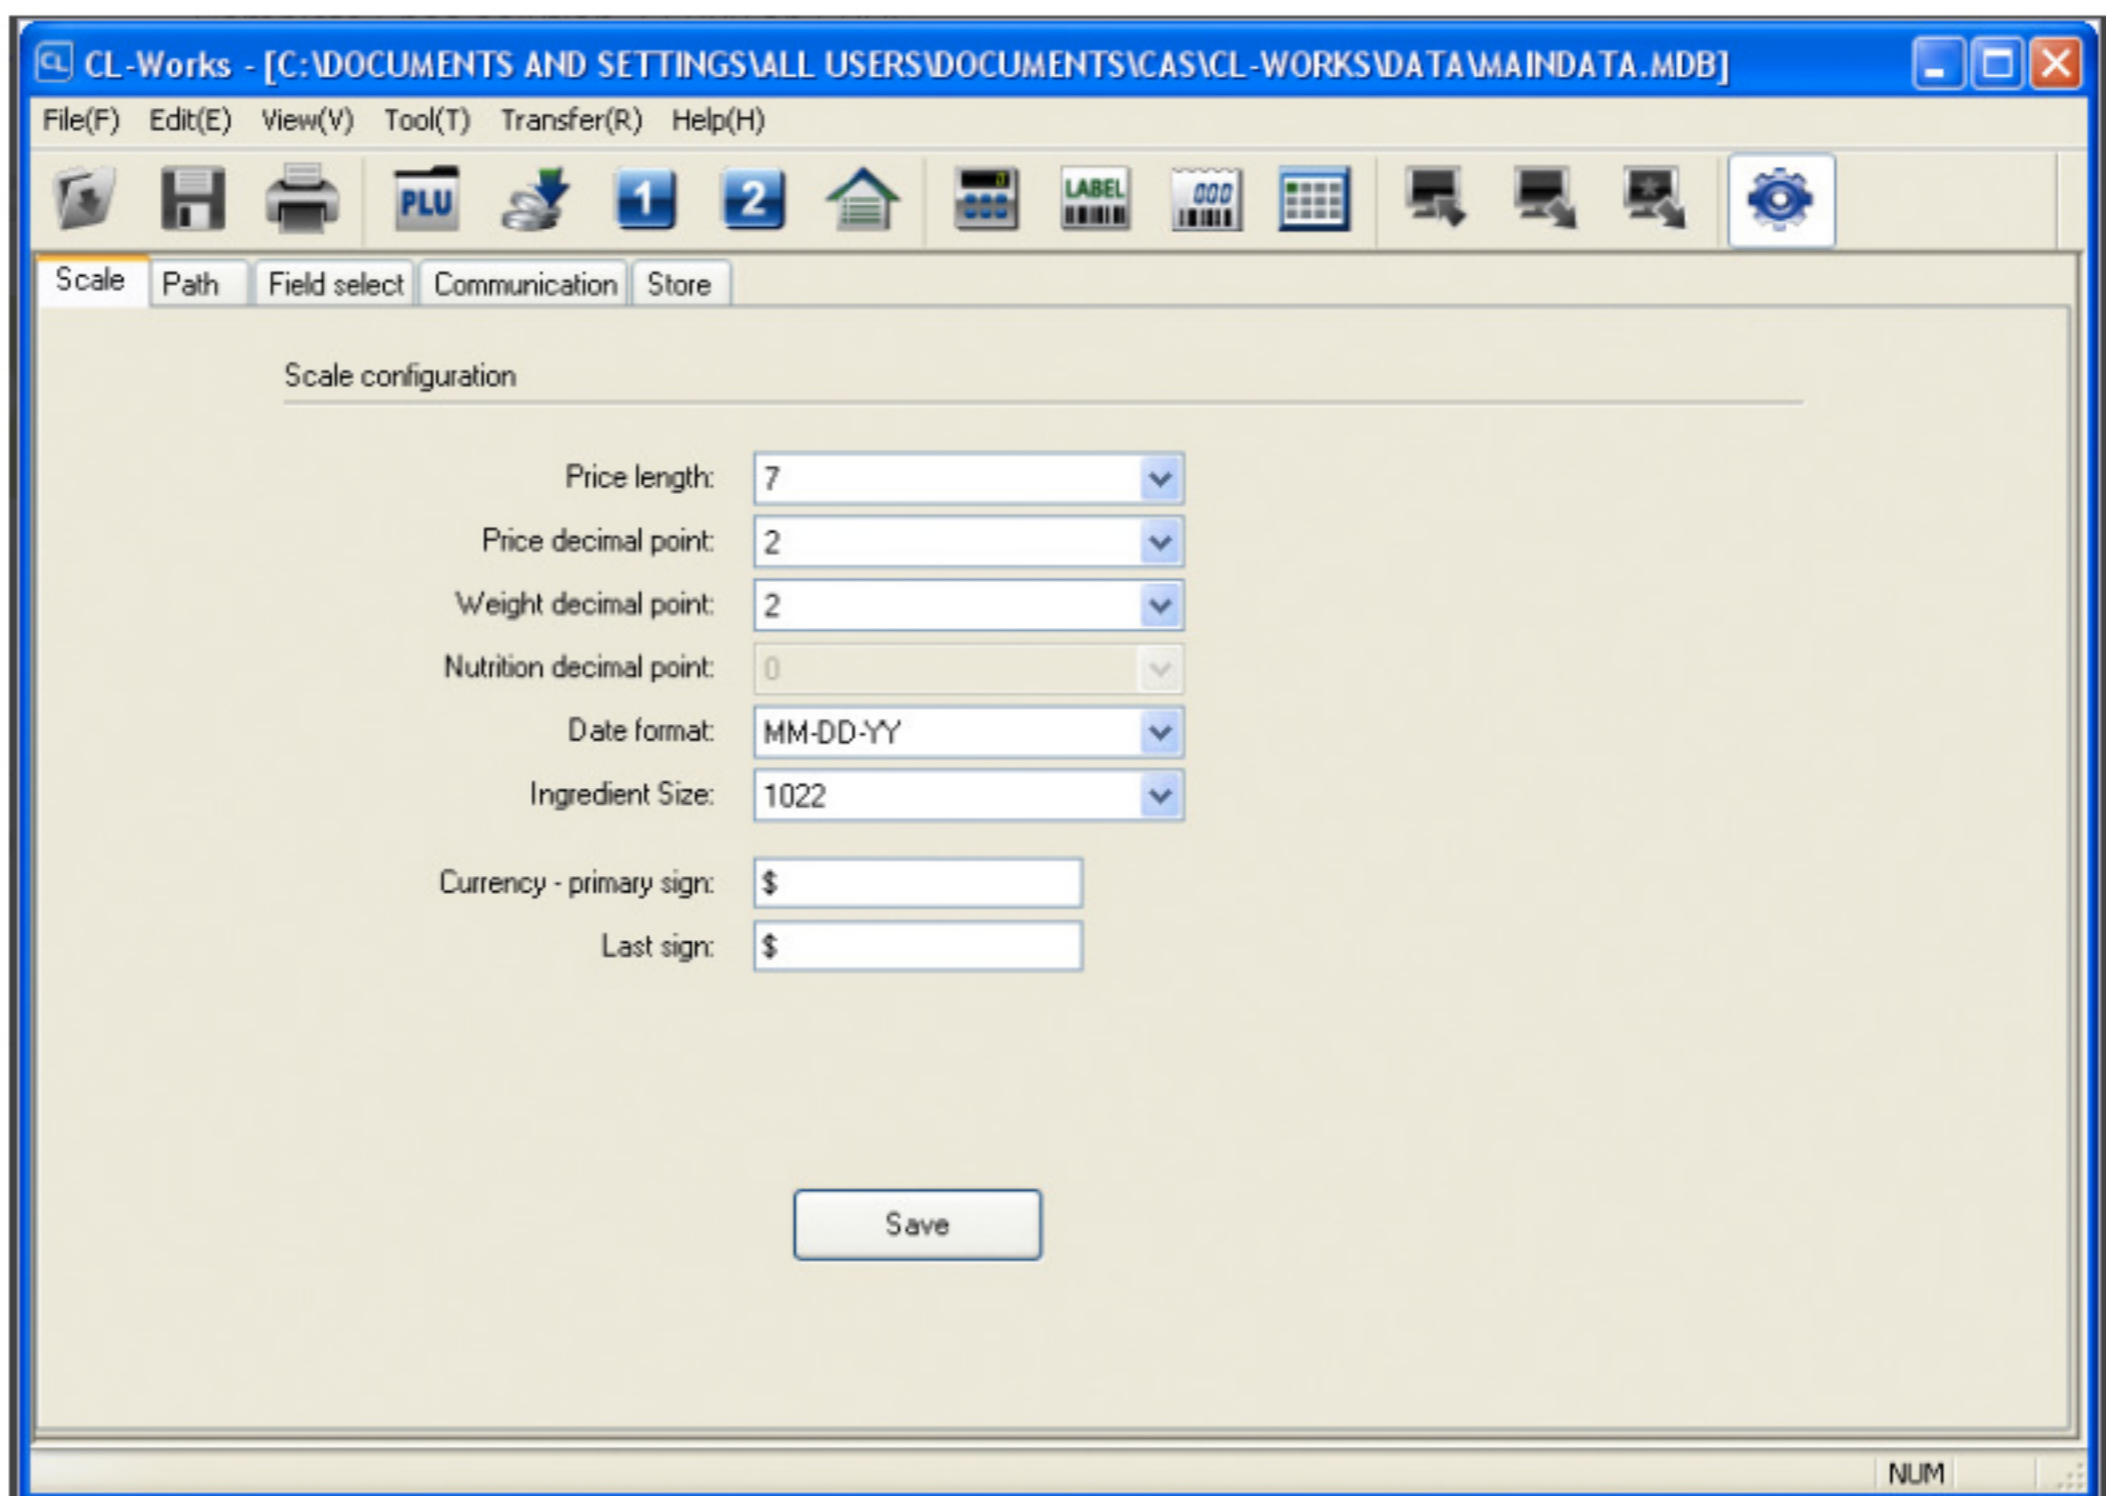 CL CL-Works - [C:\DOCUMENTS AND SETTINGS\ALL USERS\DOCUMENTS\CAS\CL-WORKS\DATA\MAINDATA.MDB]
File(F) Edit(E) View(V) Tool(T) Transfer(R) Help(H)
PLU 1 2 0 000 LABEL 000
Scale Path Field select Communication Store
Scale configuration
Price length: 7
Price decimal point: 2
Weight decimal point: 2
Nutrition decimal point: 0
Date format: MM-DD-YY
Ingredient Size: 1022
Currency - primary sign: $
Last sign: $
Save
NUM